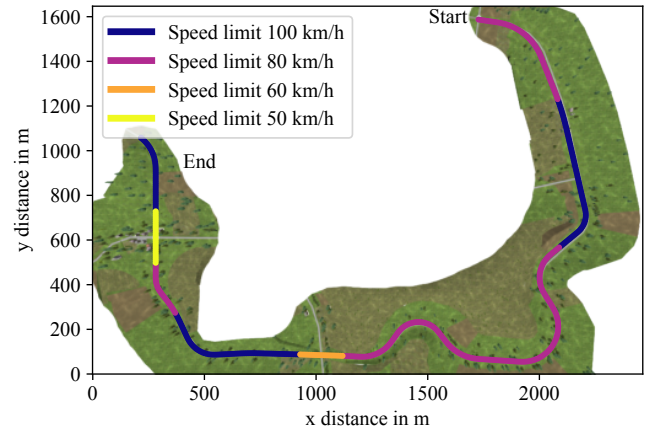 1600
1400
1200
1000
800
600
400
200
0
y distance in m
Start
Speed limit 100 km/h
Speed limit 80 km/h
Speed limit 60 km/h
Speed limit 50 km/h
End
0
500
1000
1500
2000
x distance in m